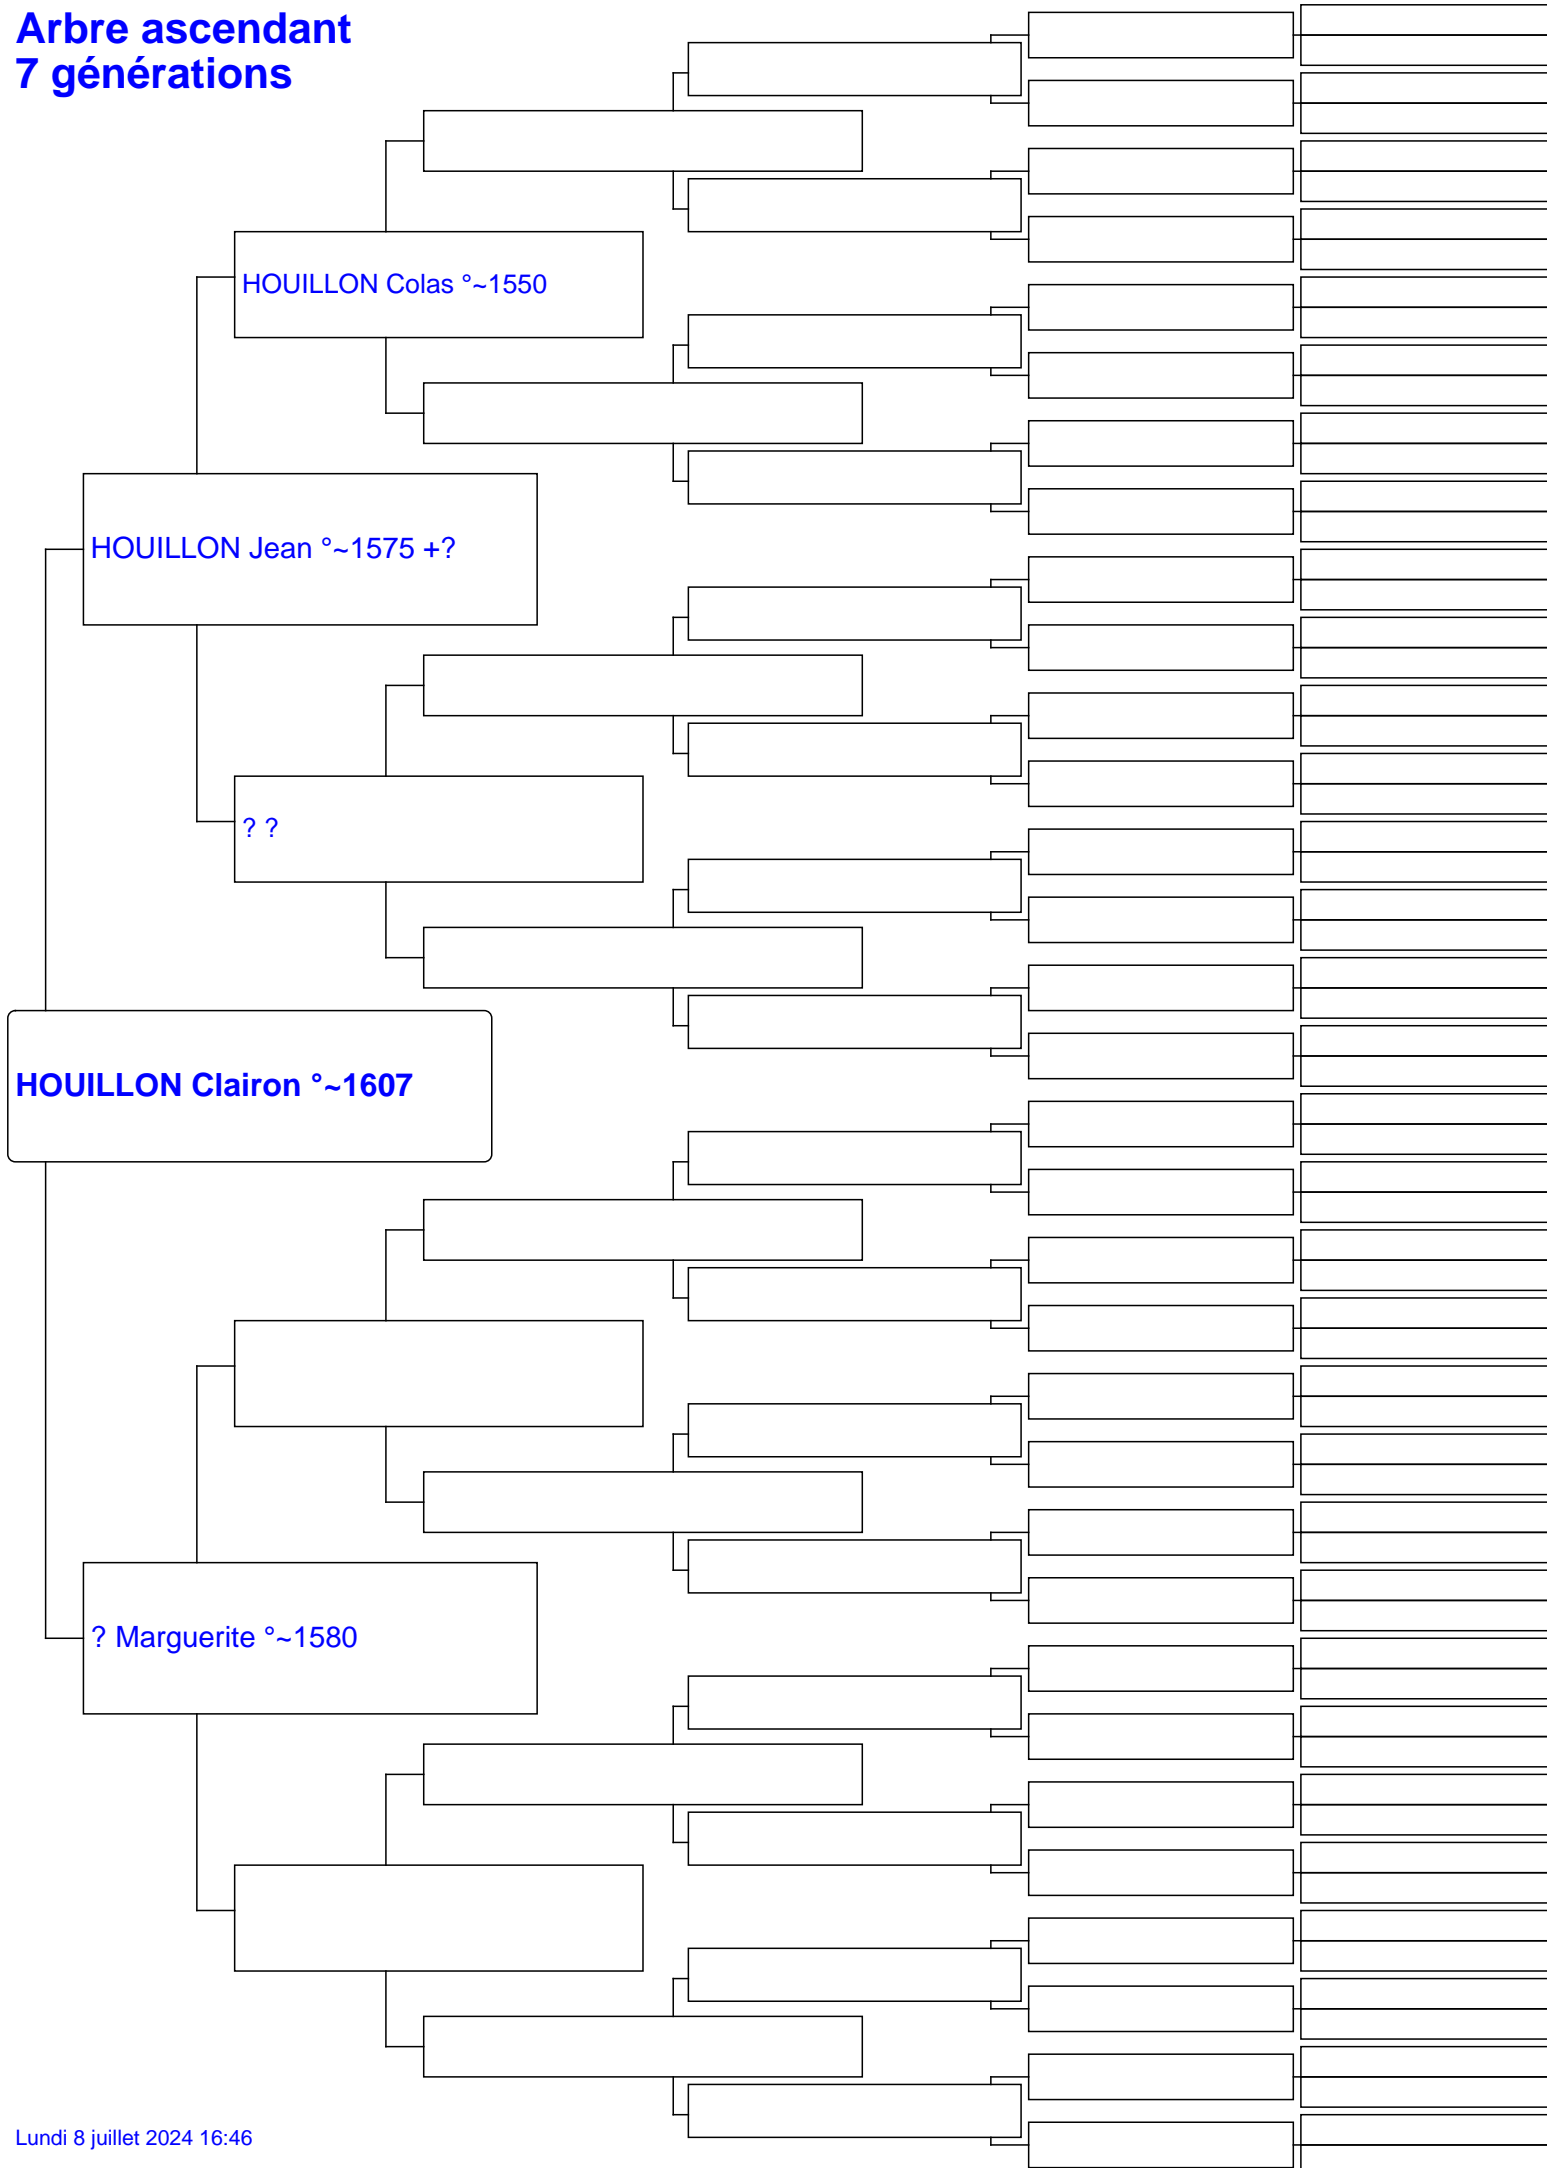 Arbre ascendant
7 générations
HOUILLON Colas °~1550
HOUILLON Jean °~1575 +?
? ?
HOUILLON Clairon °~1607
? Marguerite °~1580
Lundi 8 juillet 2024 16:46